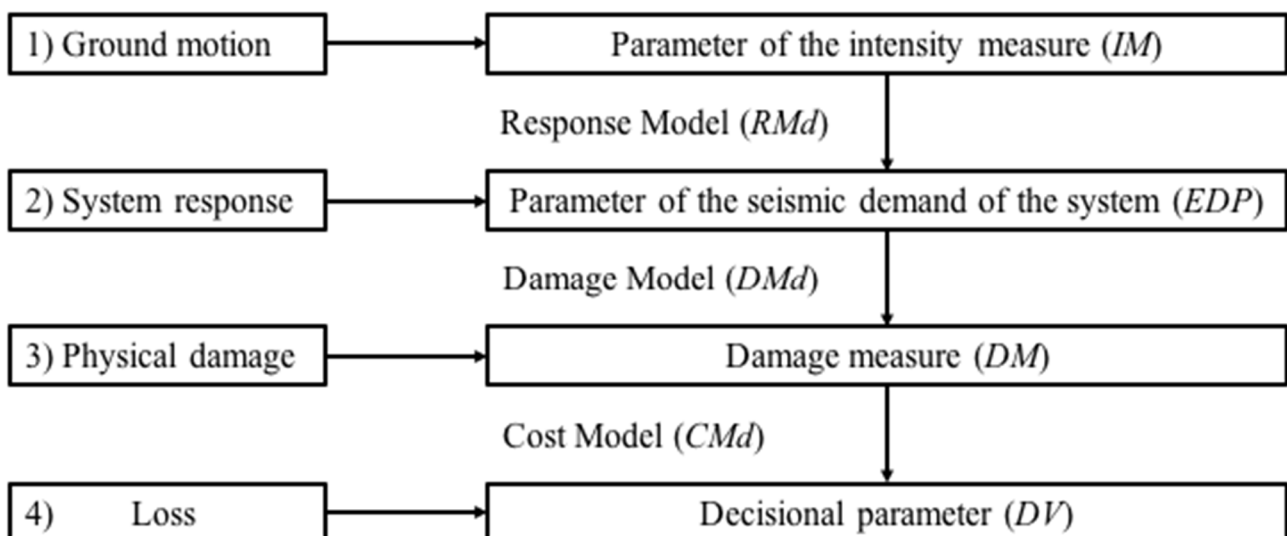 1) Ground motion
Parameter of the intensity measure (IM)
Response Model (RMd)
2) System response
Parameter of the seismic demand of the system (EDP)
Damage Model (DMd)
3) Physical damage
Damage measure (DM)
Cost Model (CMd)
4) Loss
Decisional parameter (DV)